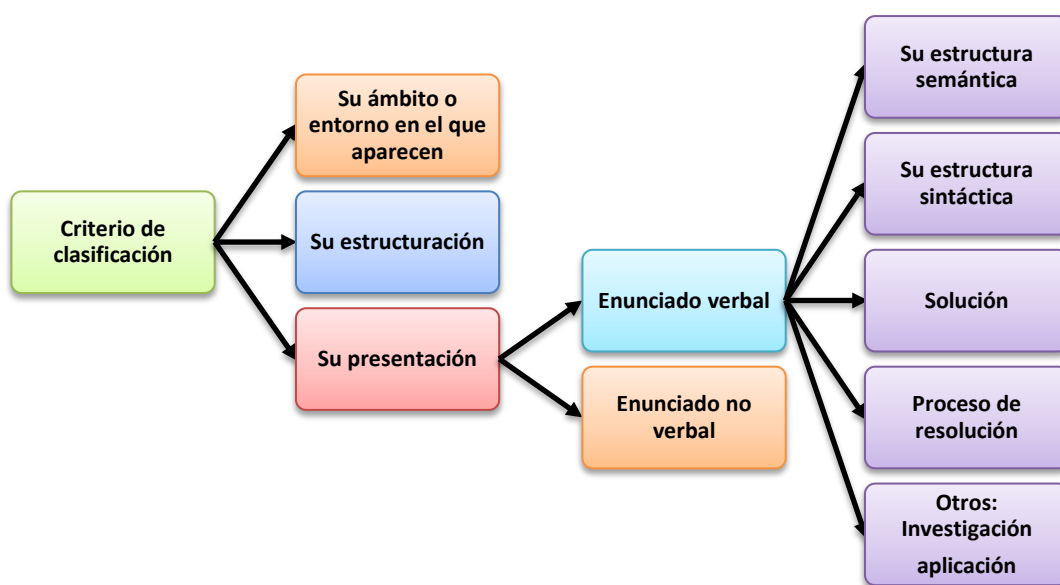 Criterio de
clasificación
Su ámbito o
entorno en el que
aparecen
Su estructuración
Su presentación
Enunciado verbal
Enunciado no
verbal
Su estructura
semántica
Su estructura
sintáctica
Solución
Proceso de
resolución
Otros:
Investigación
aplicación